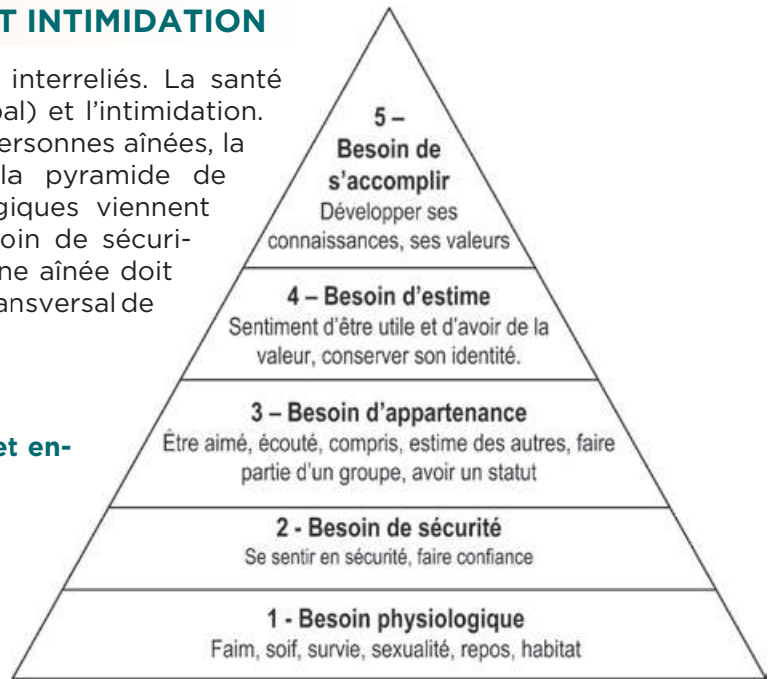 T INTIMIDATION
interreliés. La santé
pal) et l'intimidation.
ersonnes aînées, la
la pyramide de
giques viennent
oin de sécuri-
ne aînée doit
ansversal de
et en-
5 –
Besoin de
s'accomplir
Développer ses
connaissances, ses valeurs
4 – Besoin d'estime
Sentiment d'être utile et d'avoir de la
valeur, conserver son identité.
3 – Besoin d'appartenance
Être aimé, écouté, compris, estime des autres, faire
partie d'un groupe, avoir un statut
2 - Besoin de sécurité
Se sentir en sécurité, faire confiance
1 - Besoin physiologique
Faim, soif, survie, sexualité, repos, habitat